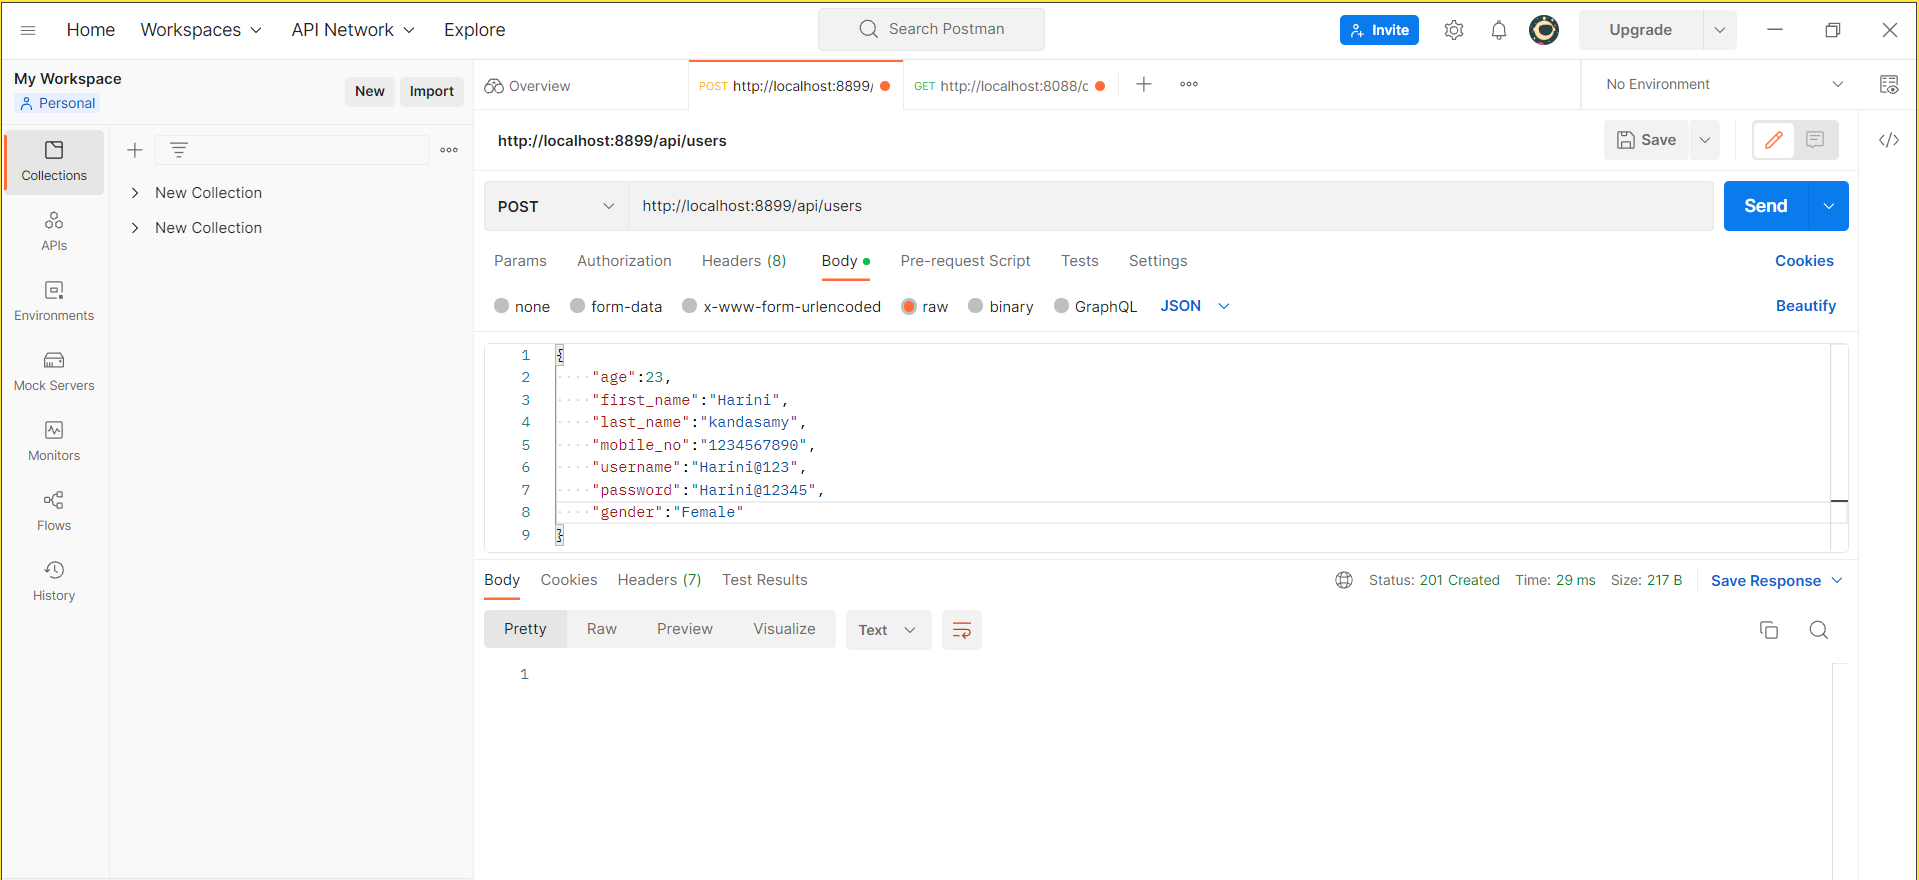 Home Workspaces API Network Explore Search Postman Invite Upgrade
My Workspace
Personal
New Import
Overview POST http://localhost:8899/ GET http://localhost:8088/c No Environment
http://localhost:8899/api/users Save
Collections
APIs
Environments
Mock Servers
Monitors
Flows
History
New Collection
New Collection
POST http://localhost:8899/api/users Send
Params Authorization Headers (8) Body Pre-request Script Tests Settings Cookies
none form-data x-www-form-urlencoded raw binary GraphQL JSON Beautify
1 {
2 "age":23,
3 "first_name":"Harini",
4 "last_name":"kandasamy",
5 "mobile_no":"1234567890",
6 "username":"Harini@123",
7 "password":"Harini@12345",
8 "gender":"Female"
9 }
Body Cookies Headers (7) Test Results Status: 201 Created Time: 29 ms Size: 217 B Save Response
Pretty Raw Preview Visualize Text
1